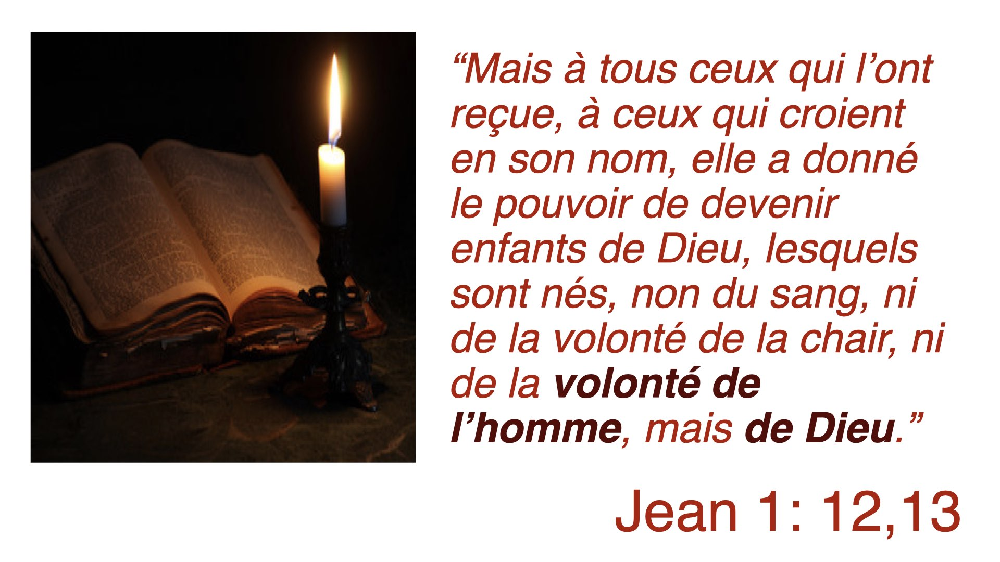 “Mais à tous ceux qui l’ont
reçue, à ceux qui croient
en son nom, elle a donné
le pouvoir de devenir
enfants de Dieu, lesquels
sont nés, non du sang, ni
de la volonté de la chair, ni
de la volonté de
l’homme, mais de Dieu.”
Jean 1: 12,13